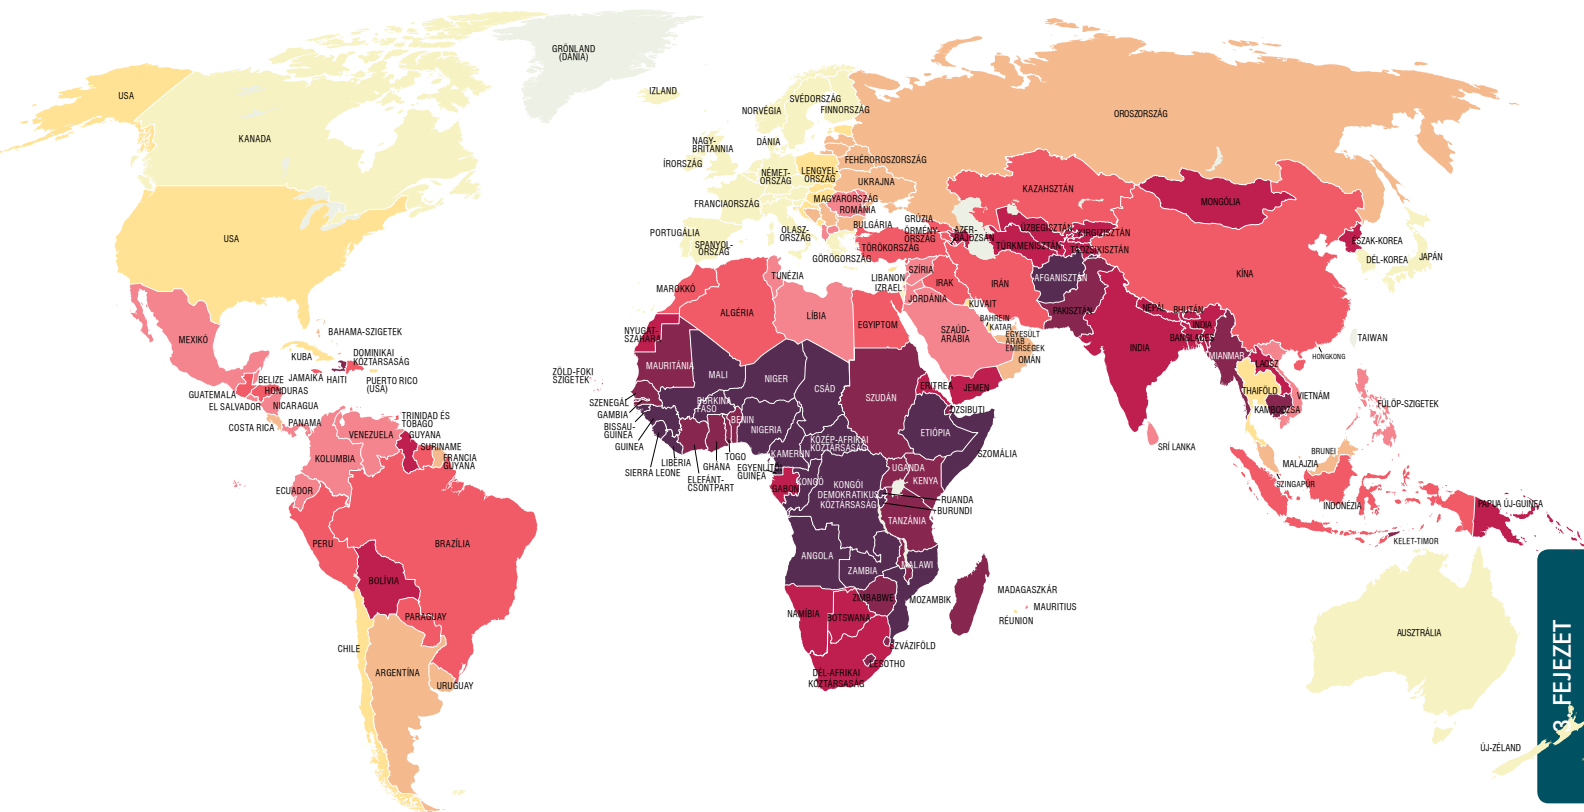 GRÖNLAND
(DÁNIA)
IZLAND
USA
KANADA
NORVÉGIA
SVÉDORSZÁG
FINNORSZÁG
OROSZORSZÁG
NAGY-
BRITANNIA
DÁNIA
ÍRORSZÁG
FEHÉROROSZORSZÁG
NÉMET-
ORSZÁG
LENGYEL-
ORSZÁG
UKRAJNA
KAZAHSZTÁN
MONGÓLIA
FRANCIAORSZÁG
MAGYARORSZÁG
ROMÁNIA
BULGÁRIA
GRÚZIA
ÖRMÉNY-
ORSZÁG
AZER-
BAJDZSÁN
ÜZBEGISZTÁN
KIRGIZISZTÁN
TÜRKMENISZTÁN
TÁDZSIKISZTÁN
ÉSZAK-KOREA
DÉL-KOREA
JAPÁN
USA
PORTUGÁLIA
SPANYOL-
ORSZÁG
OLASZ-
ORSZÁG
GÖRÖGORSZÁG
TÖRÖKORSZÁG
SZÍRIA
LIBANON
IZRAEL
JORDÁNIA
IRAK
IRÁN
AFGANISZTÁN
KÍNA
TUNÉZIA
MAROKKÓ
ALGÉRIA
LÍBIA
EGYIPTOM
KUVAIT
BAHREIN
KATAR
EGYESÜLT
ARAB
EMÍRSÉGEK
OMÁN
SZAÚD-
ARÁBIA
PAKISZTÁN
NEPÁL
BHUTÁN
INDIA
BANGLADES
INDIA
MIANMAR
LAOSZ
HONGKONG
TAIWAN
THAIFÖLD
VIETNÁM
KAMBODZSA
FÜLÖP-SZIGETEK
MEXIKÓ
BAHAMA-SZIGETEK
KUBA
DOMINIKAI
KÖZTÁRSASÁG
BELIZE
JAMAIKA
HAITI
PUERTO RICO
(USA)
GUATEMALA
HONDURAS
EL SALVADOR
NICARAGUA
COSTA RICA
PANAMA
TRINIDAD ÉS
TOBAGO
VENEZUELA
GUYANA
SURINAME
FRANCIA
GUYANA
KOLUMBIA
ECUADOR
NYUGAT-
SZAHARA
MAURITÁNIA
ZÖLD-FOKI
SZIGETEK
MALI
NIGER
CSÁD
SZUDÁN
ERITREA
JEMEN
DZSIBUTI
SZENEGÁL
GAMBIA
BISSAU-
GUINEA
GUINEA
SIERRA LEONE
LIBÉRIA
ELEFÁNT-
CSONTPART
BURKINA
FASO
GHÁNA
TOGO
BENIN
NIGÉRIA
KAMERUN
EGYENLÍTŐI
GUINEA
KÖZÉP-AFRIKAI
KÖZTÁRSASÁG
ETIÓPIA
SZOMÁLIA
GABON
KONGÓ
KONGÓI
DEMOKRATIKUS
KÖZTÁRSASÁG
UGANDA
KENYA
RUANDA
BURUNDI
TANZÁNIA
SRÍ LANKA
BRUNEI
MALAJZIA
SZINGAPÚR
INDONÉZIA
PÁPUA ÚJ-GUINEA
KELET-TIMOR
PERU
BRAZÍLIA
BOLÍVIA
PARAGUAY
CHILE
ARGENTÍNA
URUGUAY
ANGOLA
ZAMBIA
MALAWI
ZIMBABWE
MOZAMBIK
MADAGASZKÁR
MAURITIUS
RÉUNION
NAMÍBIA
BOTSWANA
SZVÁZIFÖLD
LESOTHO
DÉL-AFRIKAI
KÖZTÁRSASÁG
AUSZTRÁLIA
ÚJ-ZÉLAND
3. FEJEZET